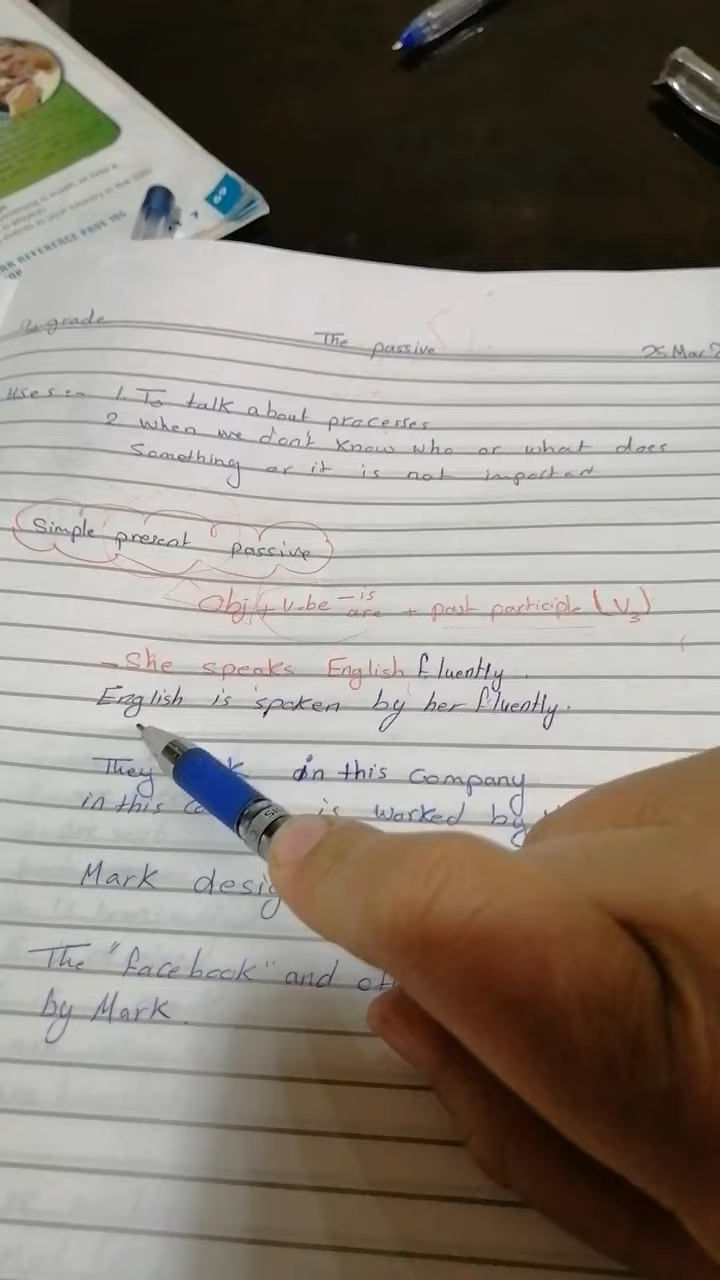 REFERENCE PAGE
grade
The passive
25 Mar
uses:- 1 To talk about processes
2 when we don't know who or what does
something or it is not important
Simple present passive
Obj + v.be - is
are + past participle (V3)
- She speaks English fluently.
English is spoken by her fluently.
They in this Company
in this is worked by
Mark
The "facebook" and
by Mark.